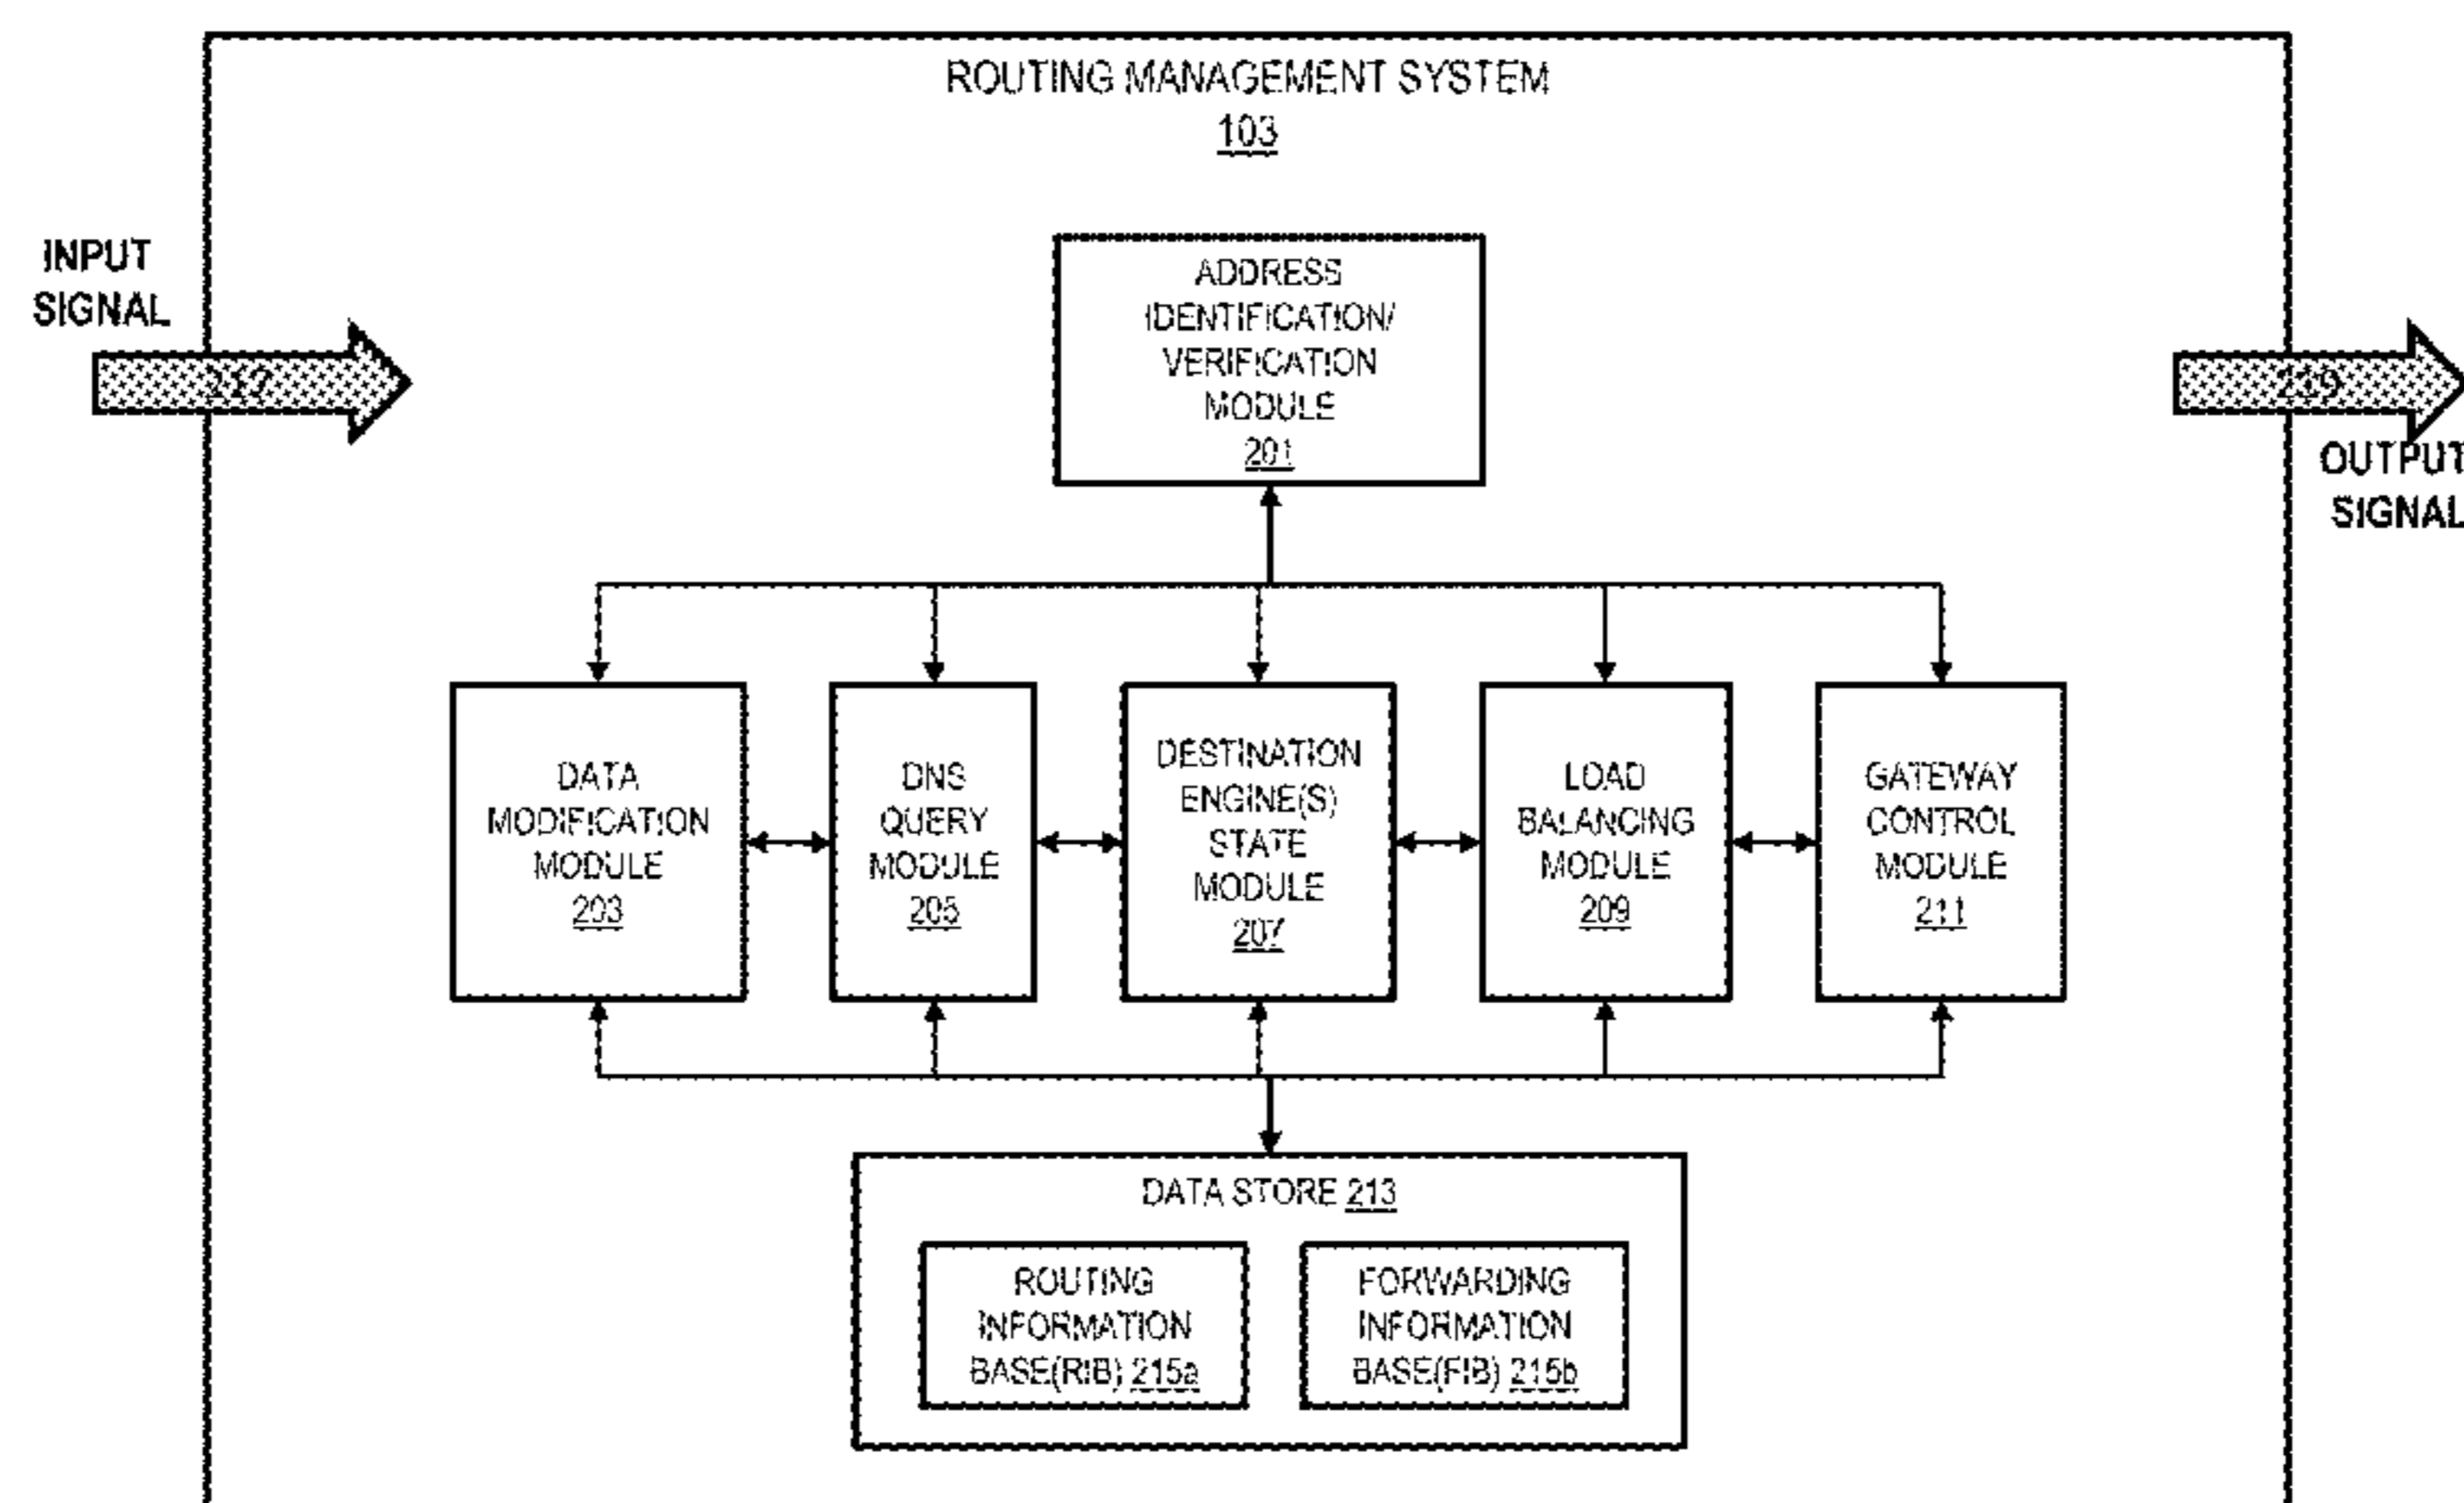 ROUTING MANAGEMENT SYSTEM
103
INPUT
SIGNAL
217
ADDRESS
IDENTIFICATION/
VERIFICATION
MODULE
201
219
OUTPUT
SIGNAL
DATA
MODIFICATION
MODULE
203
DNS
QUERY
MODULE
205
DESTINATION
ENGINE(S)
STATE
MODULE
207
LOAD
BALANCING
MODULE
209
GATEWAY
CONTROL
MODULE
211
DATA STORE 213
ROUTING
INFORMATION
BASE(RIB) 215a
FORWARDING
INFORMATION
BASE(FIB) 215b